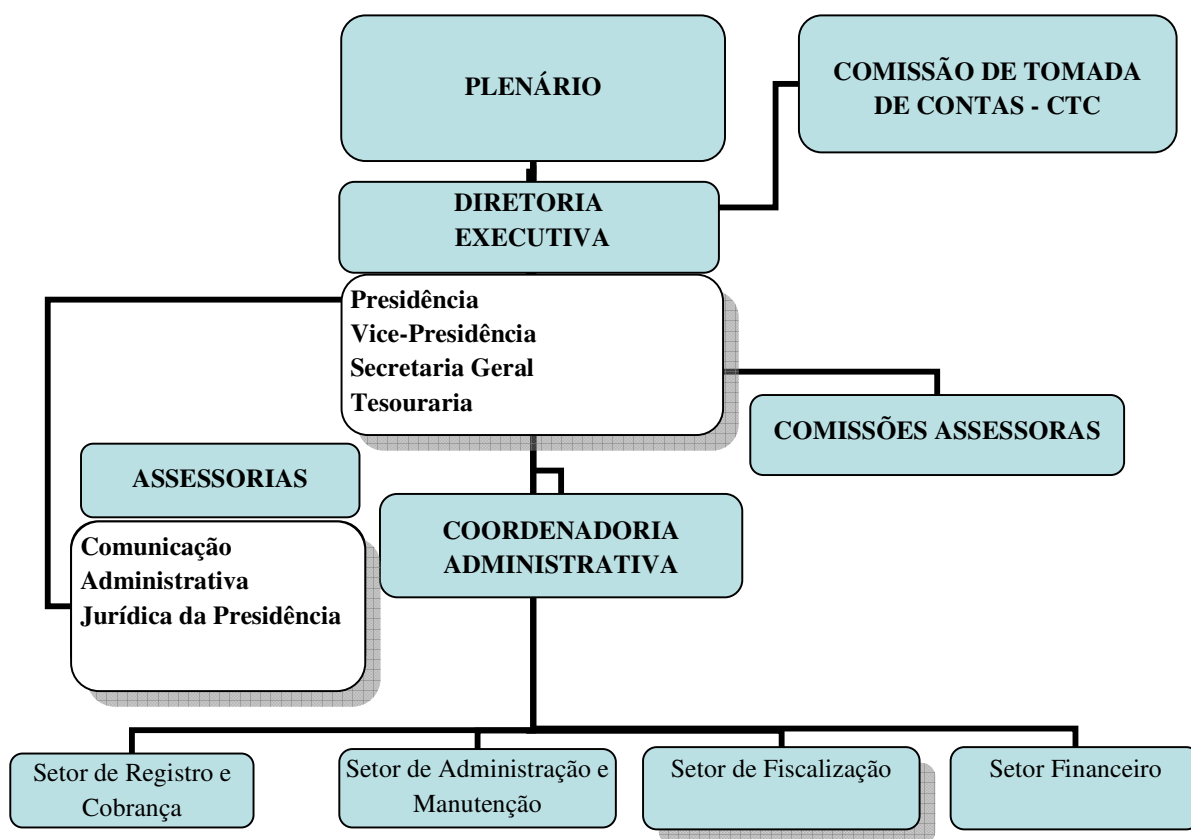 PLENÁRIO
COMISSÃO DE TOMADA
DE CONTAS - CTC
DIRETORIA
EXECUTIVA
Presidência
Vice-Presidência
Secretaria Geral
Tesouraria
COMISSÕES ASSESSORAS
ASSESSORIAS
Comunicação
Administrativa
Jurídica da Presidência
COORDENADORIA
ADMINISTRATIVA
Setor de Registro e
Cobrança
Setor de Administração e
Manutenção
Setor de Fiscalização
Setor Financeiro